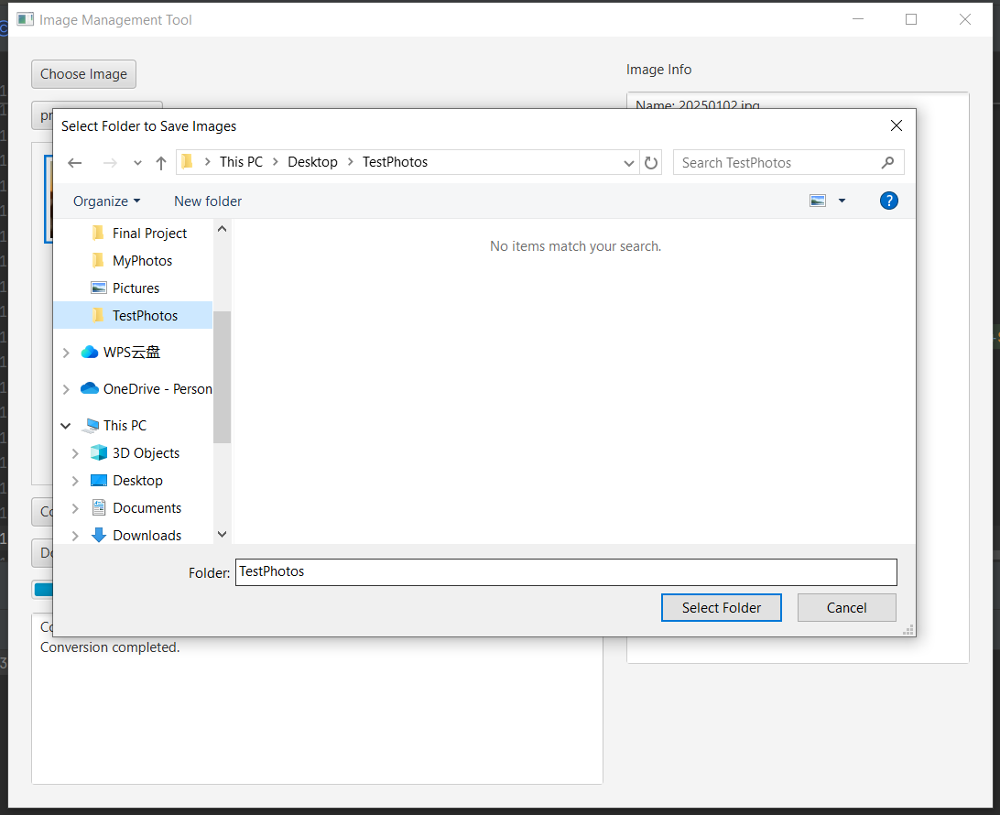 Image Management Tool
Choose Image
Image Info
pr
Name: 20250102.jpg
Select Folder to Save Images
This PC > Desktop > TestPhotos
Search TestPhotos
Organize
New folder
?
No items match your search.
Final Project
MyPhotos
Pictures
TestPhotos
WPS云盘
OneDrive - Person
This PC
3D Objects
Desktop
Documents
Downloads
Folder: TestPhotos
Select Folder
Cancel
Co
Do
Co
Conversion completed.